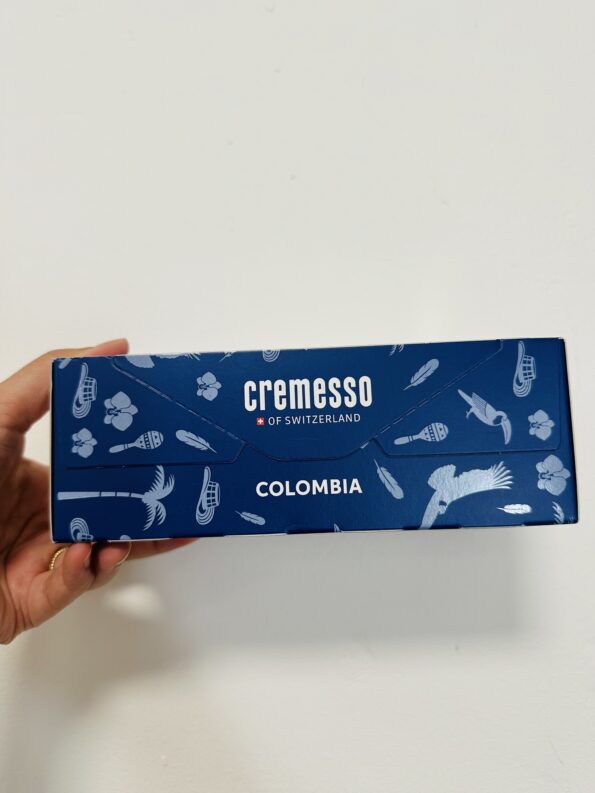 cremesso
OF SWITZERLAND
COLOMBIA